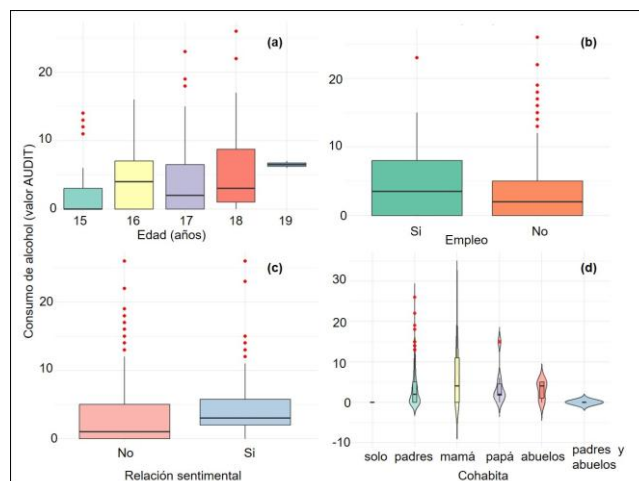 Consumo de alcohol (valor AUDIT)
(a)
20
10
0
15 16 17 18 19
Edad (años)
(b)
20
10
0
Si No
Empleo
(c)
20
10
0
No Si
Relación sentimental
(d)
30
20
10
0
-10
solo padres mamá papá abuelos padres y
abuelos
Cohabita